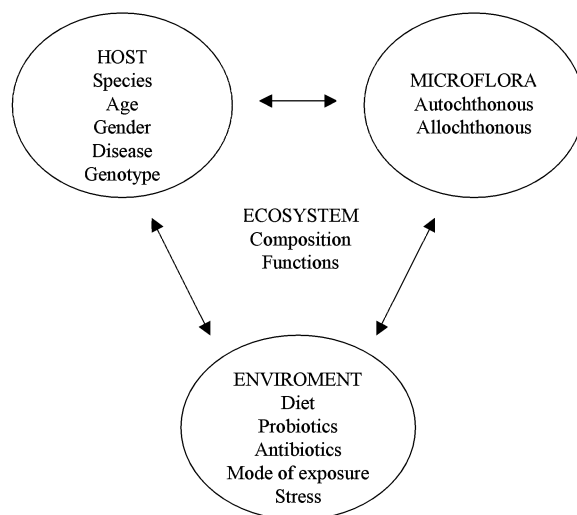 HOST
Species
Age
Gender
Disease
Genotype
MICROFLORA
Autochthonous
Allochthonous
ECOSYSTEM
Composition
Functions
ENVIROMENT
Diet
Probiotics
Antibiotics
Mode of exposure
Stress